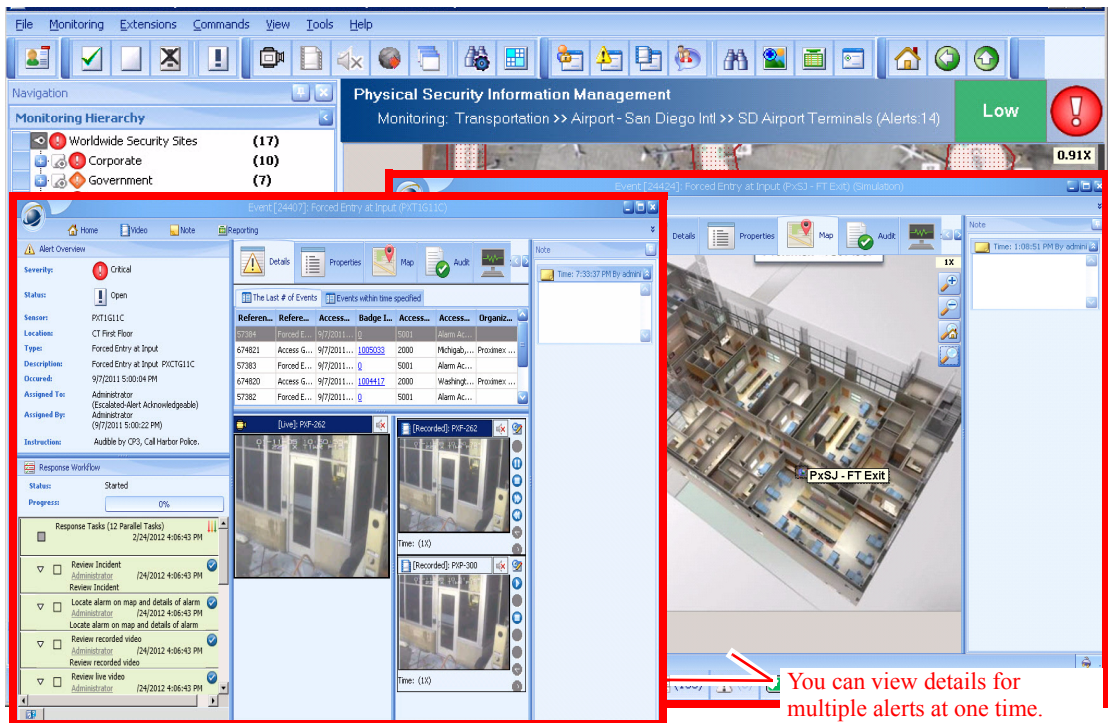 File Monitoring Extensions Commands View Tools Help
Navigation
Monitoring Hierarchy
Worldwide Security Sites (17)
Corporate (10)
Government (7)
Physical Security Information Management
Monitoring: Transportation >> Airport - San Diego Intl >> SD Airport Terminals (Alerts:14)
Low
0.91X
Event [24407]: Forced Entry at Input (PXT1G11C)
Home Video Note Reporting
Alert Overview
Severity: Critical
Status: Open
Sensor: PXT1G11C
Location: CT First Floor
Type: Forced Entry at Input
Description: Forced Entry at Input PXCTG11C
Occured: 9/7/2011 5:00:04 PM
Assigned To: Administrator
(Escalated-Alert Acknowledgeable)
Assigned By: Administrator
(9/7/2011 5:00:22 PM)
Instruction: Audible by CP3, Call Harbor Police.
Response Workflow
Status: Started
Progress: 0%
Response Tasks (12 Parallel Tasks)
2/24/2012 4:06:43 PM
Review Incident
Administrator /24/2012 4:06:43 PM
Review Incident
Locate alarm on map and details of alarm
Administrator /24/2012 4:06:43 PM
Locate alarm on map and details of alarm
Review recorded video
Administrator /24/2012 4:06:43 PM
Review recorded video
Review live video
Administrator /24/2012 4:06:43 PM
Details Properties Map Audit
The Last # of Events Events within time specified
Referen... Refere... Access... Badge I... Access... Access... Organiz...
57384 Forced E... 9/7/2011... 0 5001 Alarm Ac...
674821 Access G... 9/7/2011... 1005033 2000 Michigab,... Proximex ...
57383 Forced E... 9/7/2011... 0 5001 Alarm Ac...
674820 Access G... 9/7/2011... 1004417 2000 Washingt... Proximex ...
57382 Forced E... 9/7/2011... 0 5001 Alarm Ac...
[Live]: PXF-262
[Recorded]: PXF-262
Time: (1X)
[Recorded]: PXP-300
Time: (1X)
Note
Time: 7:33:37 PM By admini
Event [24424]: Forced Entry at Input (PxSJ - FT Exit) (Simulation)
Details Properties Map Audit
1X
PxSJ - FT Exit
Note
Time: 1:08:51 PM By admini
You can view details for
multiple alerts at one time.